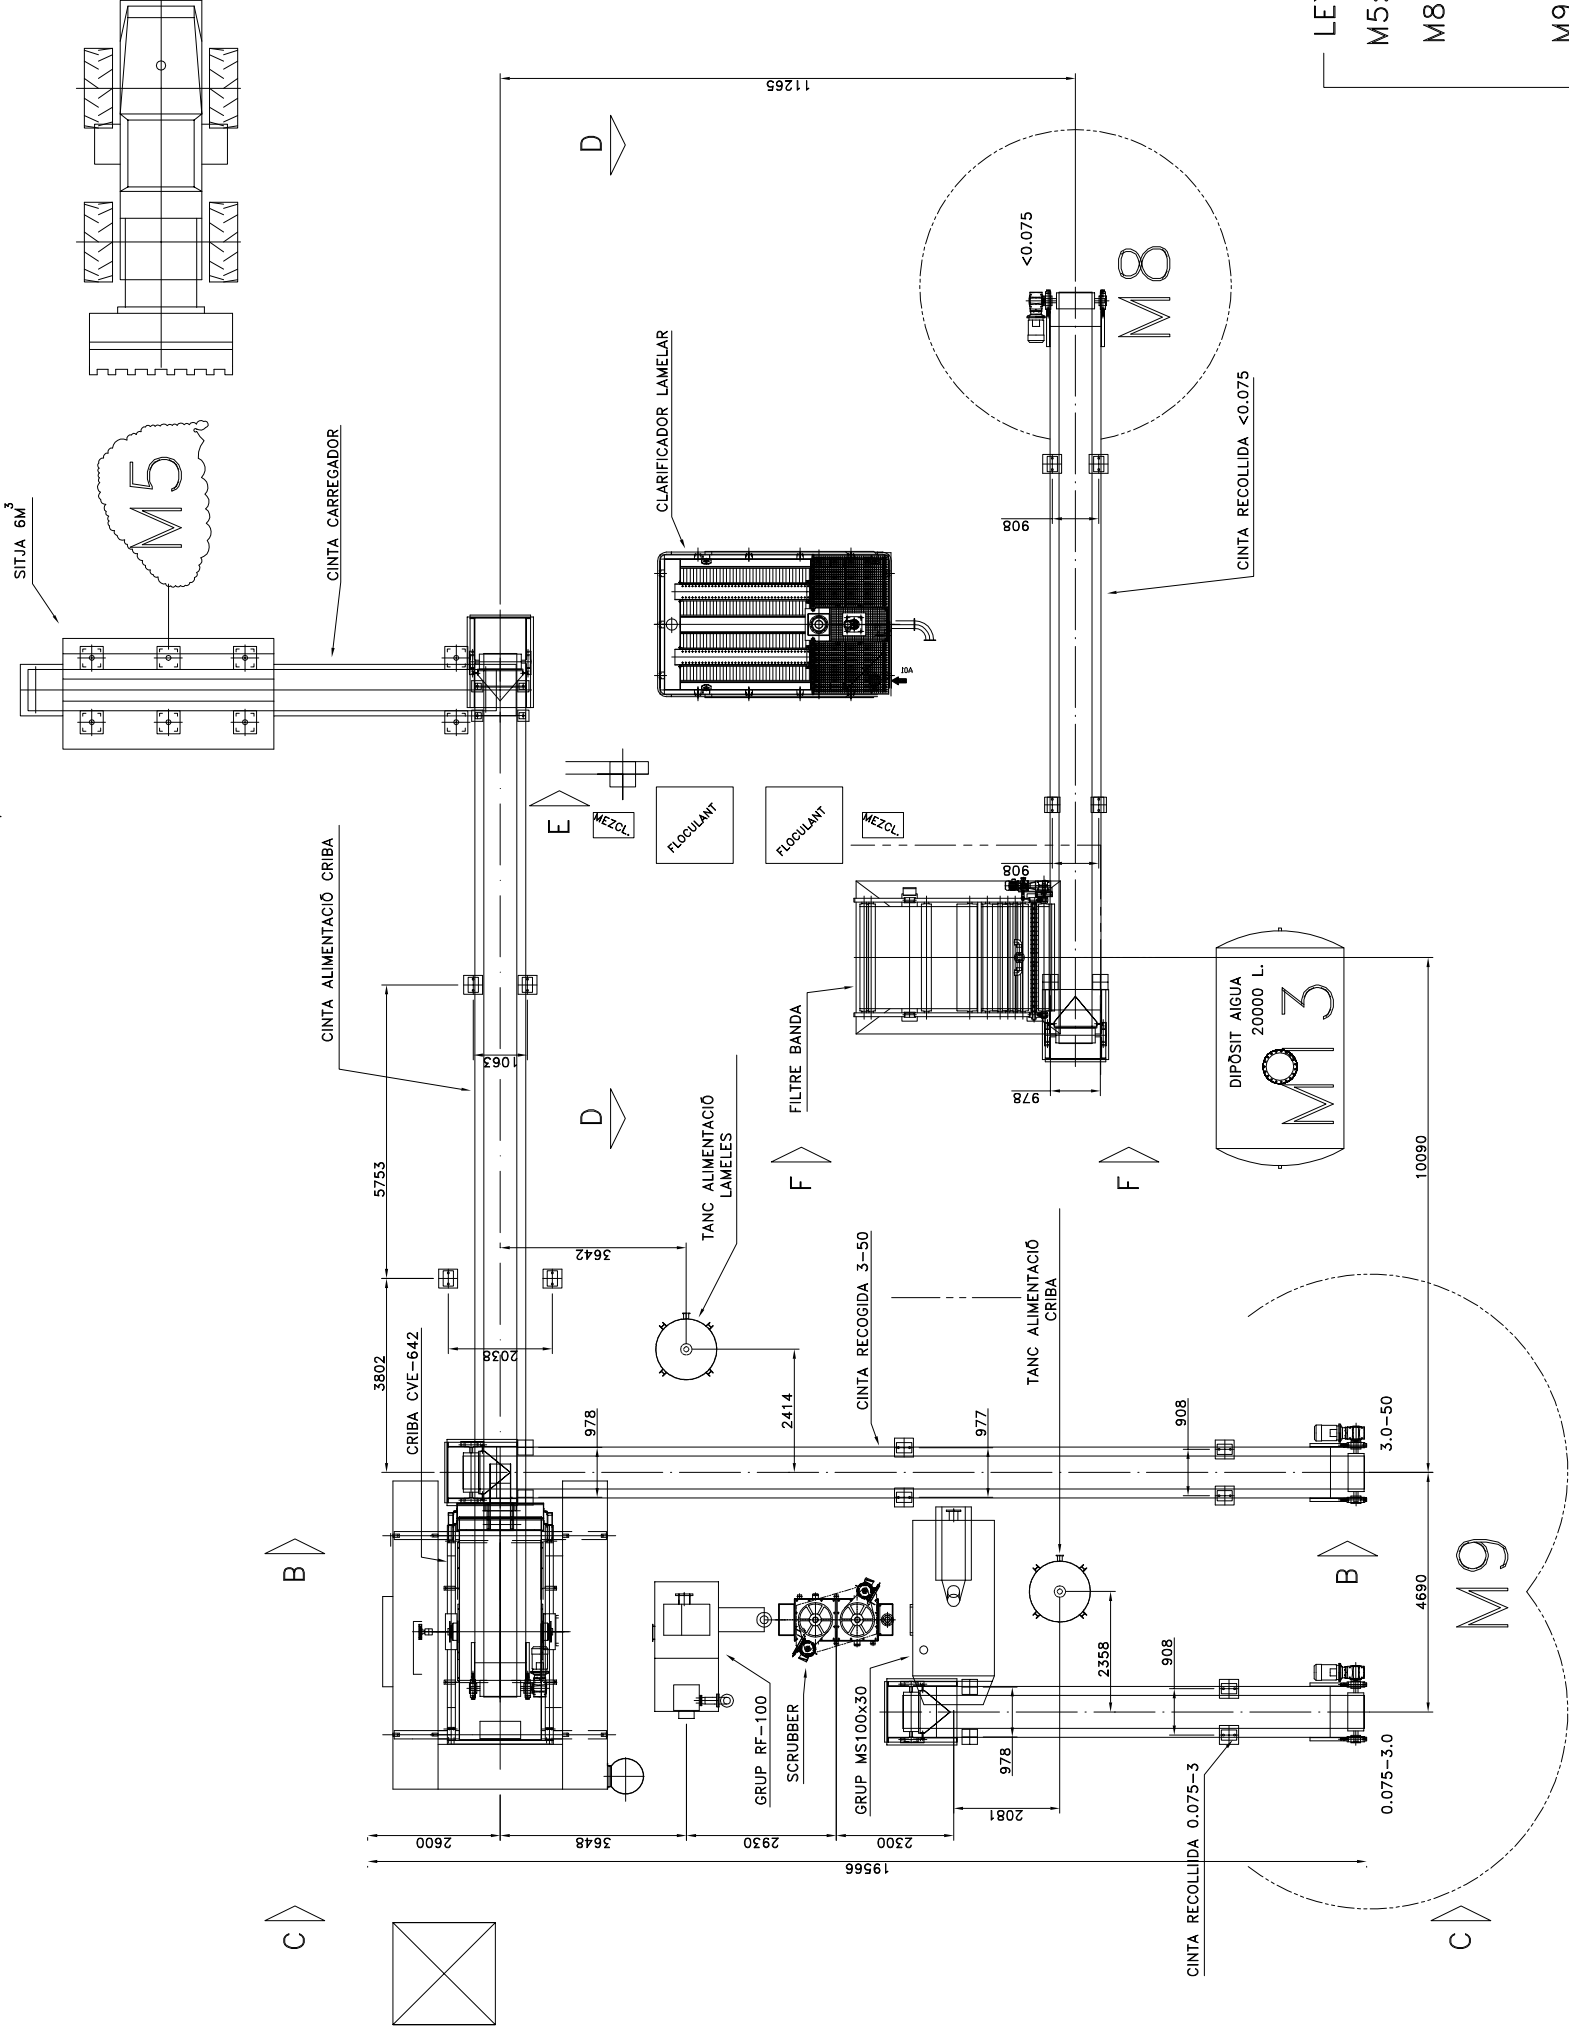 LE
M5:
M8
M9
SITJA 6M3
M5
CINTA CARREGADOR
11265
D
<0.075
M8
CLARIFICADOR LAMELAR
CINTA RECOLLIDA <0.075
908
CINTA ALIMENTACIÓ CRIBA
E
MEZCL.
FLOCULANT
FLOCULANT
MEZCL.
908
1063
5753
D
FILTRE BANDA
978
DIPÒSIT AIGUA
20000 L.
M13
F
F
10090
3642
TANC ALIMENTACIÓ
LAMELES
3802
2038
CRIBA CVE-642
2414
CINTA RECOGIDA 3-50
TANC ALIMENTACIÓ
CRIBA
978
977
908
3.0-50
B
B
4690
M9
GRUP RF-100
SCRUBBER
GRUP MS100x30
2358
908
978
2081
0.075-3.0
CINTA RECOLLIIDA 0.075-3
2600
3648
2930
2300
19566
C
C